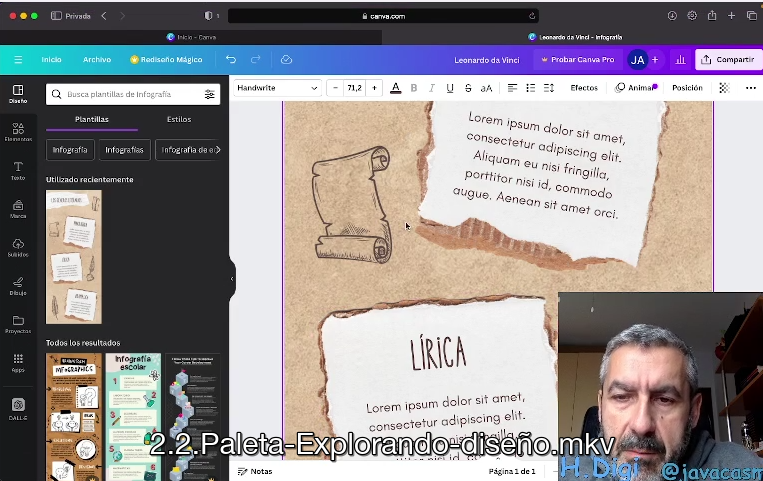 Privada
1
canva.com
Inicio - Canva
Leonardo da Vinci - Infografía
Inicio
Archivo
Rediseño Mágico
Leonardo da Vinci
Probar Canva Pro
JA
Compartir
Diseño
Elementos
Texto
Marca
Subidos
Dibujo
Proyectos
Apps
DALL·E
Busca plantillas de Infografía
Plantillas
Estilos
Infografía
Infografías
Infografía de e
Utilizado recientemente
Todos los resultados
INFOGRAPHICS
Infografía
escolar
Handwrite
– 71,2 +
A B I U S aA
Efectos
Animar
Posición
Lorem ipsum dolor sit amet,
consectetur adipiscing elit.
Aliquam eu nisi fringilla,
porttitor nisi id, commodo
augue. Aenean sit amet orci.
LÍRICA
Lorem ipsum dolor sit amet,
consectetur adipiscing elit.
Notas
Página 1 de 1
2.2.Paleta-Explorando-diseño.mkv
H_Digi @javacasm